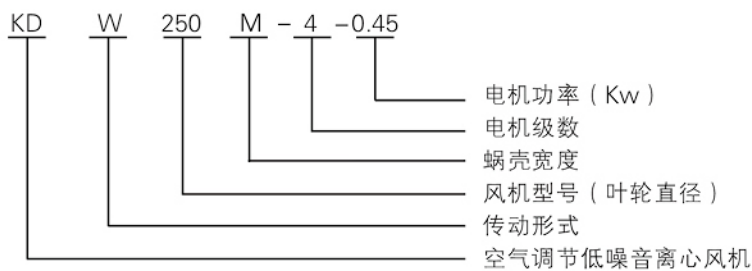 KD W 250 M - 4 -0.45
电机功率（Kw）
电机级数
蜗壳宽度
风机型号（叶轮直径）
传动形式
空气调节低噪音离心风机